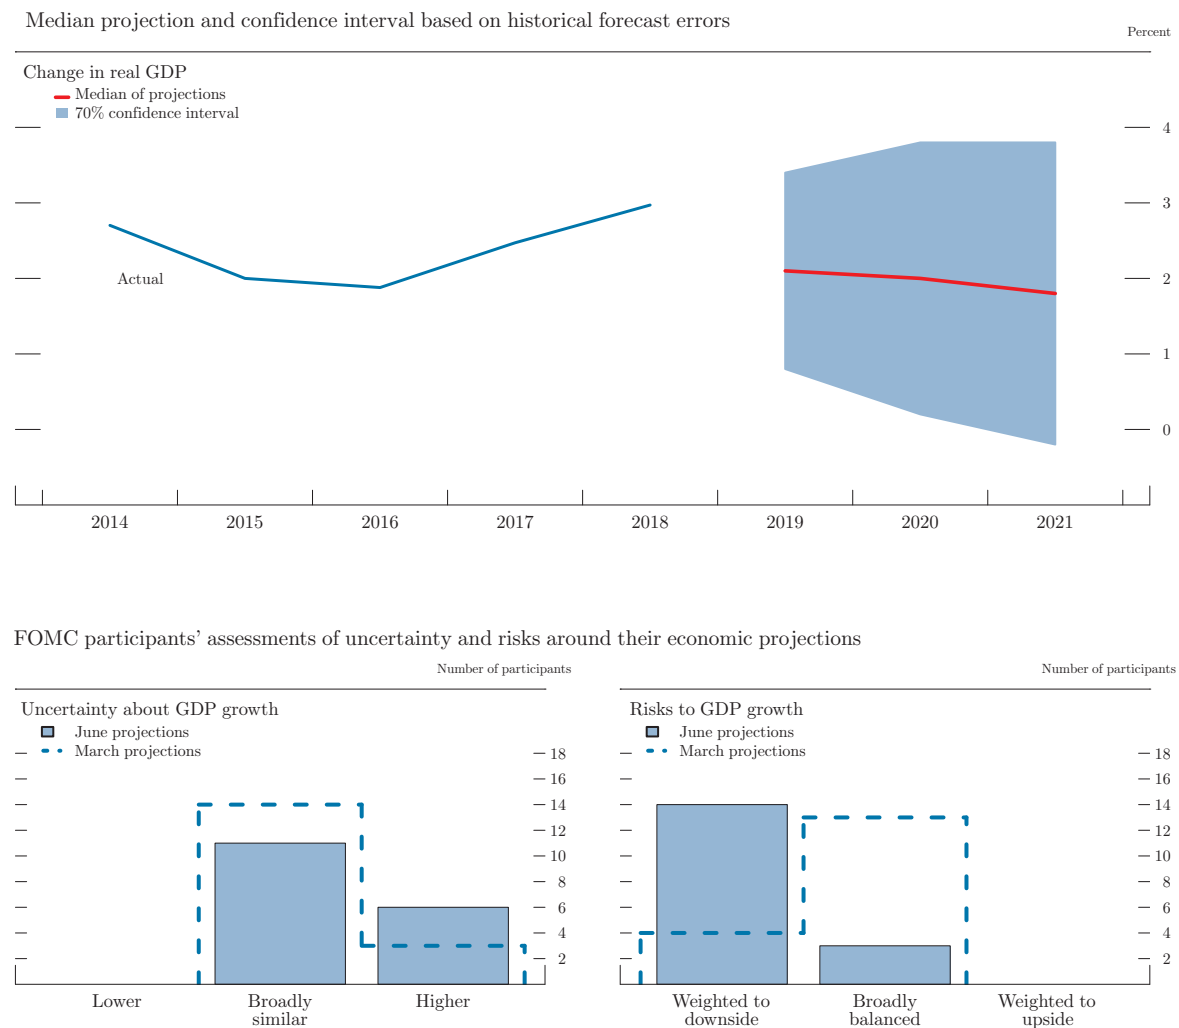 Median projection and confidence interval based on historical forecast errors
Percent
Change in real GDP
Median of projections
70% confidence interval
Actual
4
3
2
1
0
2014 2015 2016 2017 2018 2019 2020 2021
FOMC participants’ assessments of uncertainty and risks around their economic projections
Number of participants
Uncertainty about GDP growth
June projections
March projections
18
16
14
12
10
8
6
4
2
Lower Broadly similar Higher
Number of participants
Risks to GDP growth
June projections
March projections
18
16
14
12
10
8
6
4
2
Weighted to downside Broadly balanced Weighted to upside